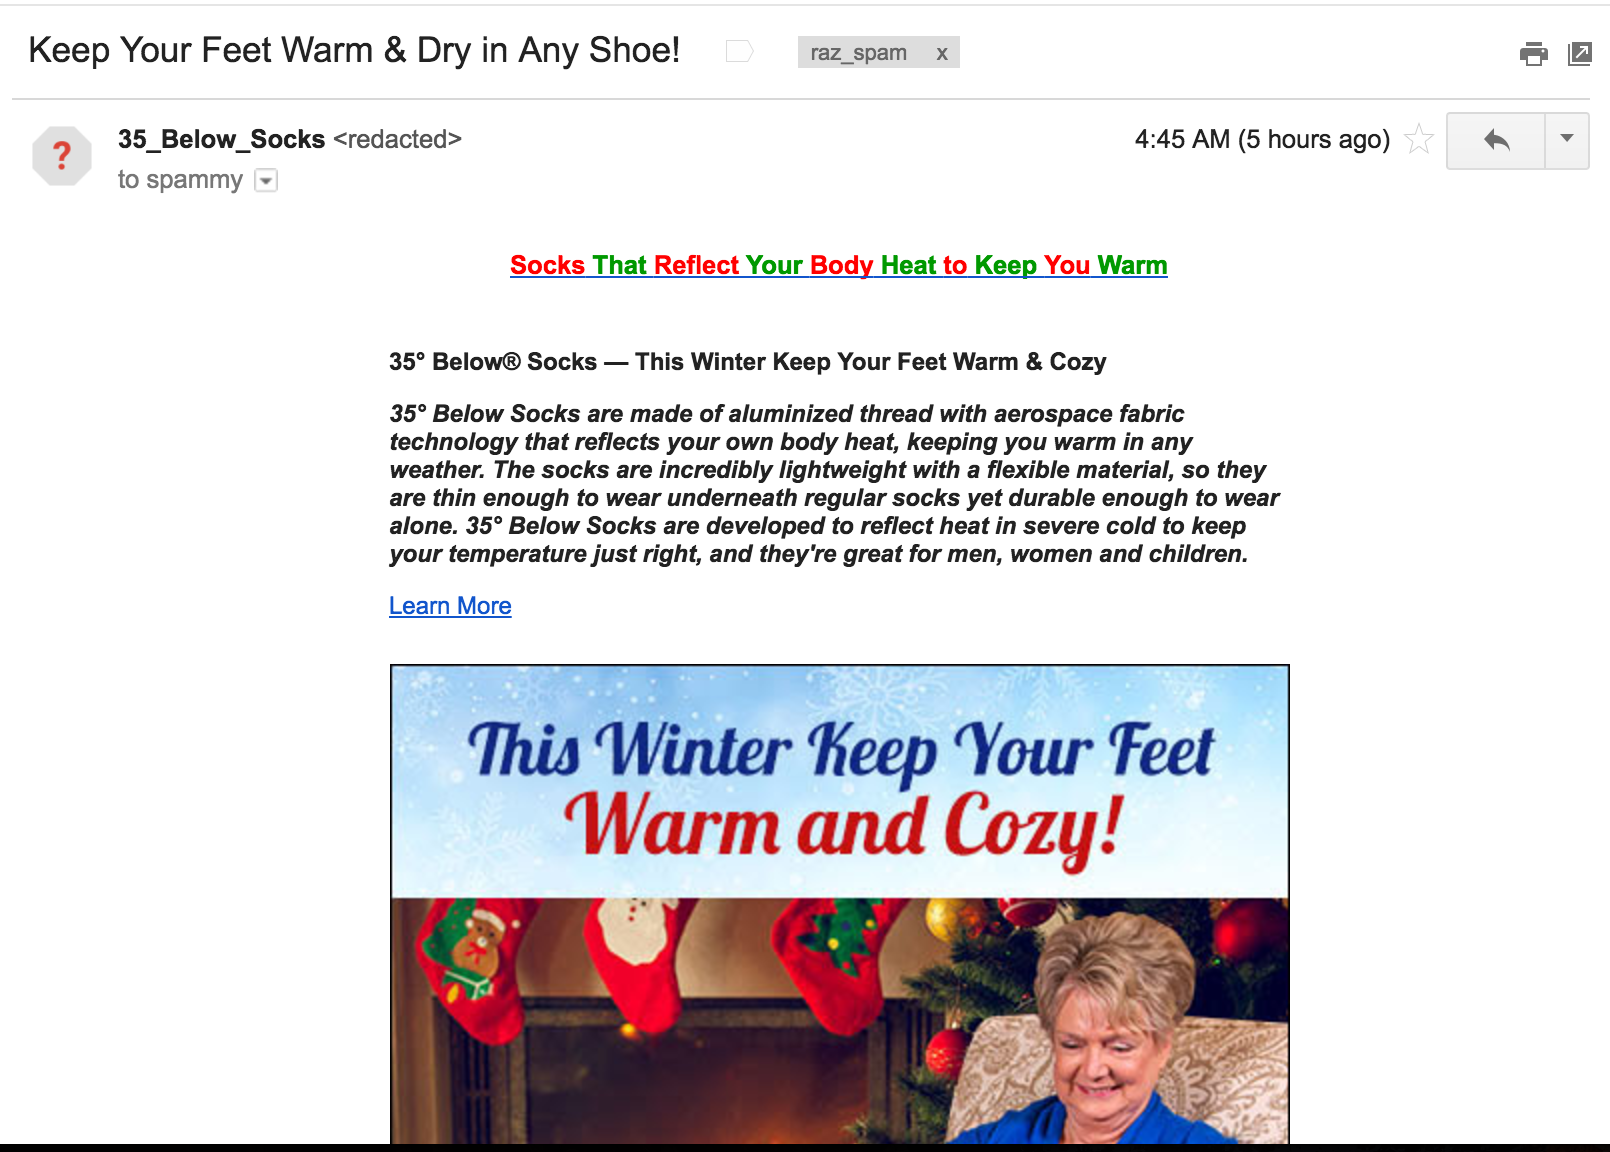 Keep Your Feet Warm & Dry in Any Shoe! raz_spam x
35_Below_Socks <redacted> 4:45 AM (5 hours ago)
to spammy
Socks That Reflect Your Body Heat to Keep You Warm
35° Below® Socks — This Winter Keep Your Feet Warm & Cozy
35° Below Socks are made of aluminized thread with aerospace fabric
technology that reflects your own body heat, keeping you warm in any
weather. The socks are incredibly lightweight with a flexible material, so they
are thin enough to wear underneath regular socks yet durable enough to wear
alone. 35° Below Socks are developed to reflect heat in severe cold to keep
your temperature just right, and they're great for men, women and children.
Learn More
This Winter Keep Your Feet
Warm and Cozy!